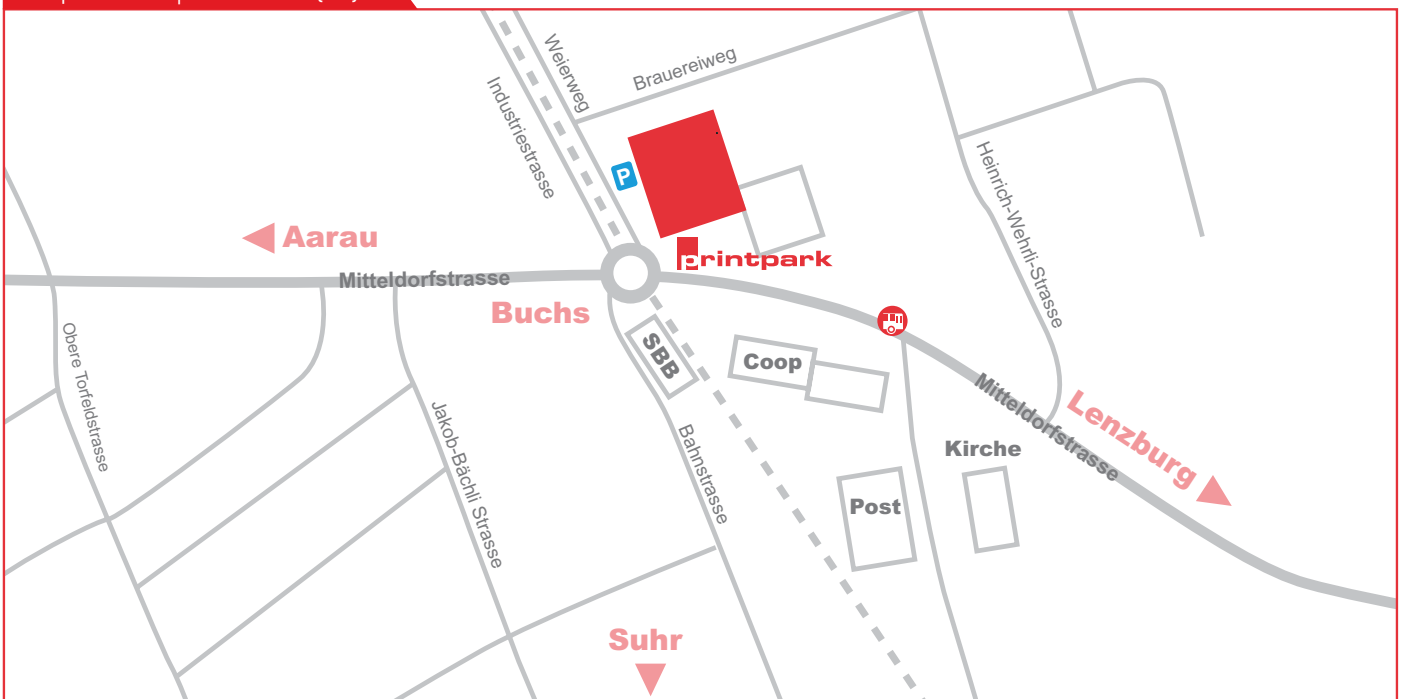 Weierweg
Brauereiweg
Industriestrasse
P
Heinrich-Wehrli-Strasse
Aarau
printpark
Mitteldorfstrasse
Buchs
Obere Torfeldstrasse
SBB
Coop
Mitteldorfstrasse
Lenzburg
Jakob-Bächli Strasse
Bahnstrasse
Kirche
Post
Suhr